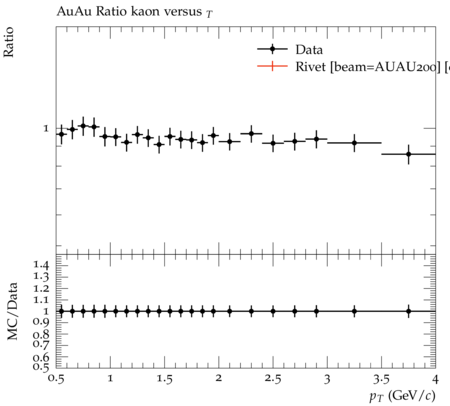 AuAu Ratio kaon versus T
Ratio
Data
Rivet [beam=AUAU200] [
1
MC/Data
1.4
1.3
1.2
1.1
1
0.9
0.8
0.7
0.6
0.5
0.5 1 1.5 2 2.5 3 3.5 4
pT (GeV/c)